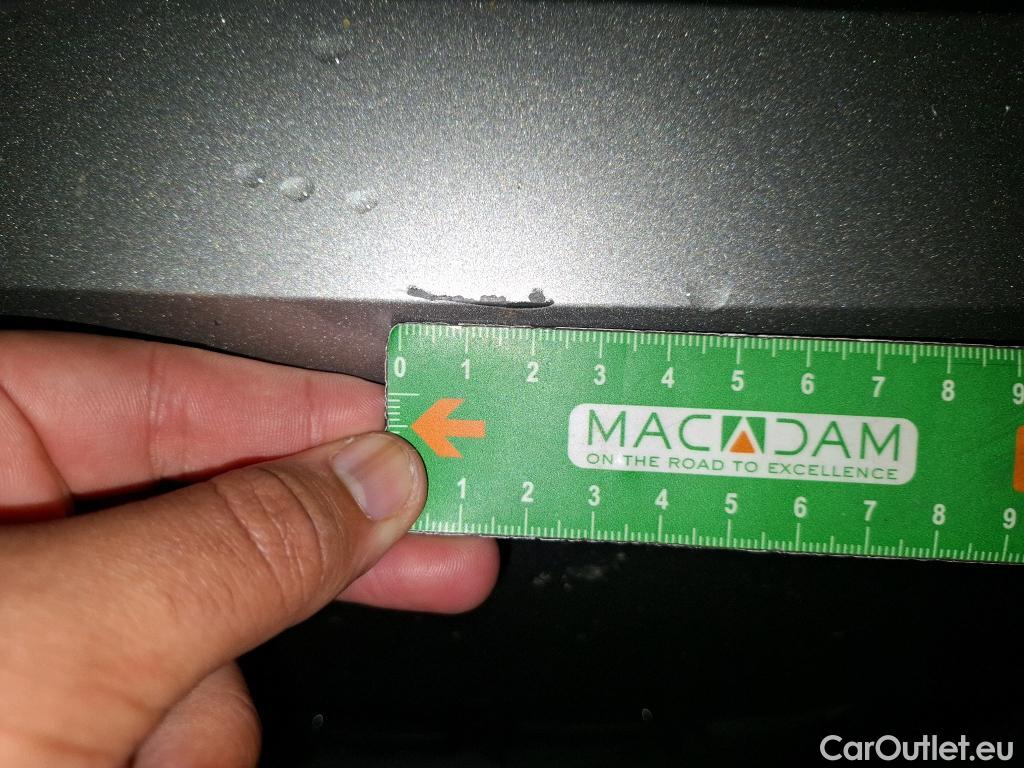 0 1 2 3 4 5 6 7 8 9
MACADAM
ON THE ROAD TO EXCELLENCE
1 2 3 4 5 6 7 8 9
CarOutlet.eu